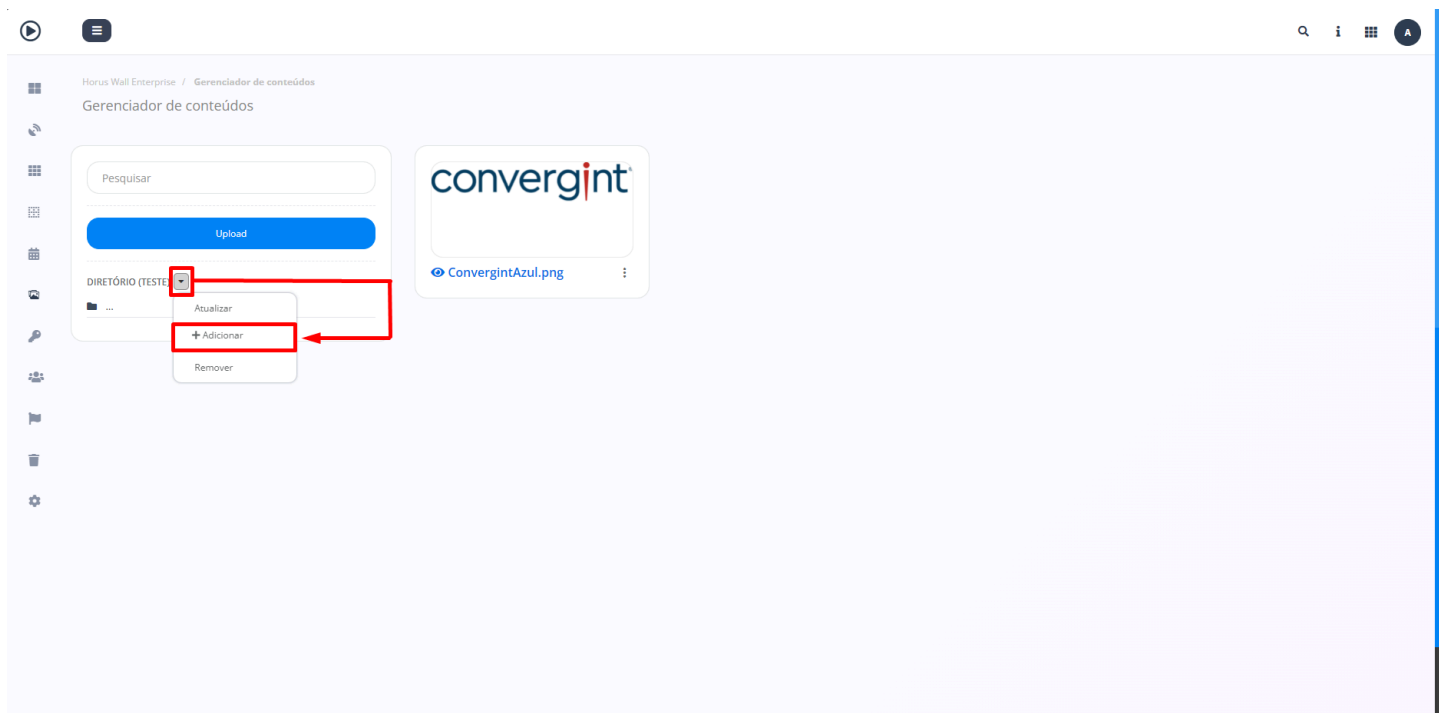 A
Horus Wall Enterprise / Gerenciador de conteúdos
Gerenciador de conteúdos
Pesquisar
Upload
DIRETÓRIO (TESTE)
...
Atualizar
+ Adicionar
Remover
convergint
ConvergintAzul.png